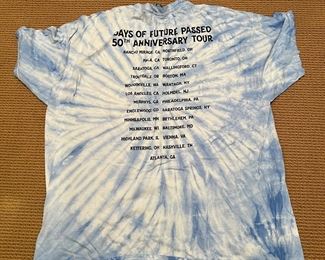 DAYS OF FUTURE PASSED
50TH ANNIVERSARY TOUR
RANCHO MIRAGE, CA NORTHFIELD, OH
CA TORONTO, ON
SARATOGA, CA WALLINGFORD, CT
TROUTDALE OR BOSTON, MA
WOODINVILLE, WA WANTAGH, NY
LOS ANGELES, CA HOLMDEL, NJ
MURPHYS, CA PHILADELPHIA, PA
ENGLEWOOD, CO SARATOGA SPRINGS, NY
MINNEAPOLIS, MN BETHLEHEM, PA
MILWAUKEE, WI BALTIMORE, MD
HIGHLAND PARK, IL VIENNA, VA
KETTERING, OH NASHVILLE, TN
ATLANTA, GA